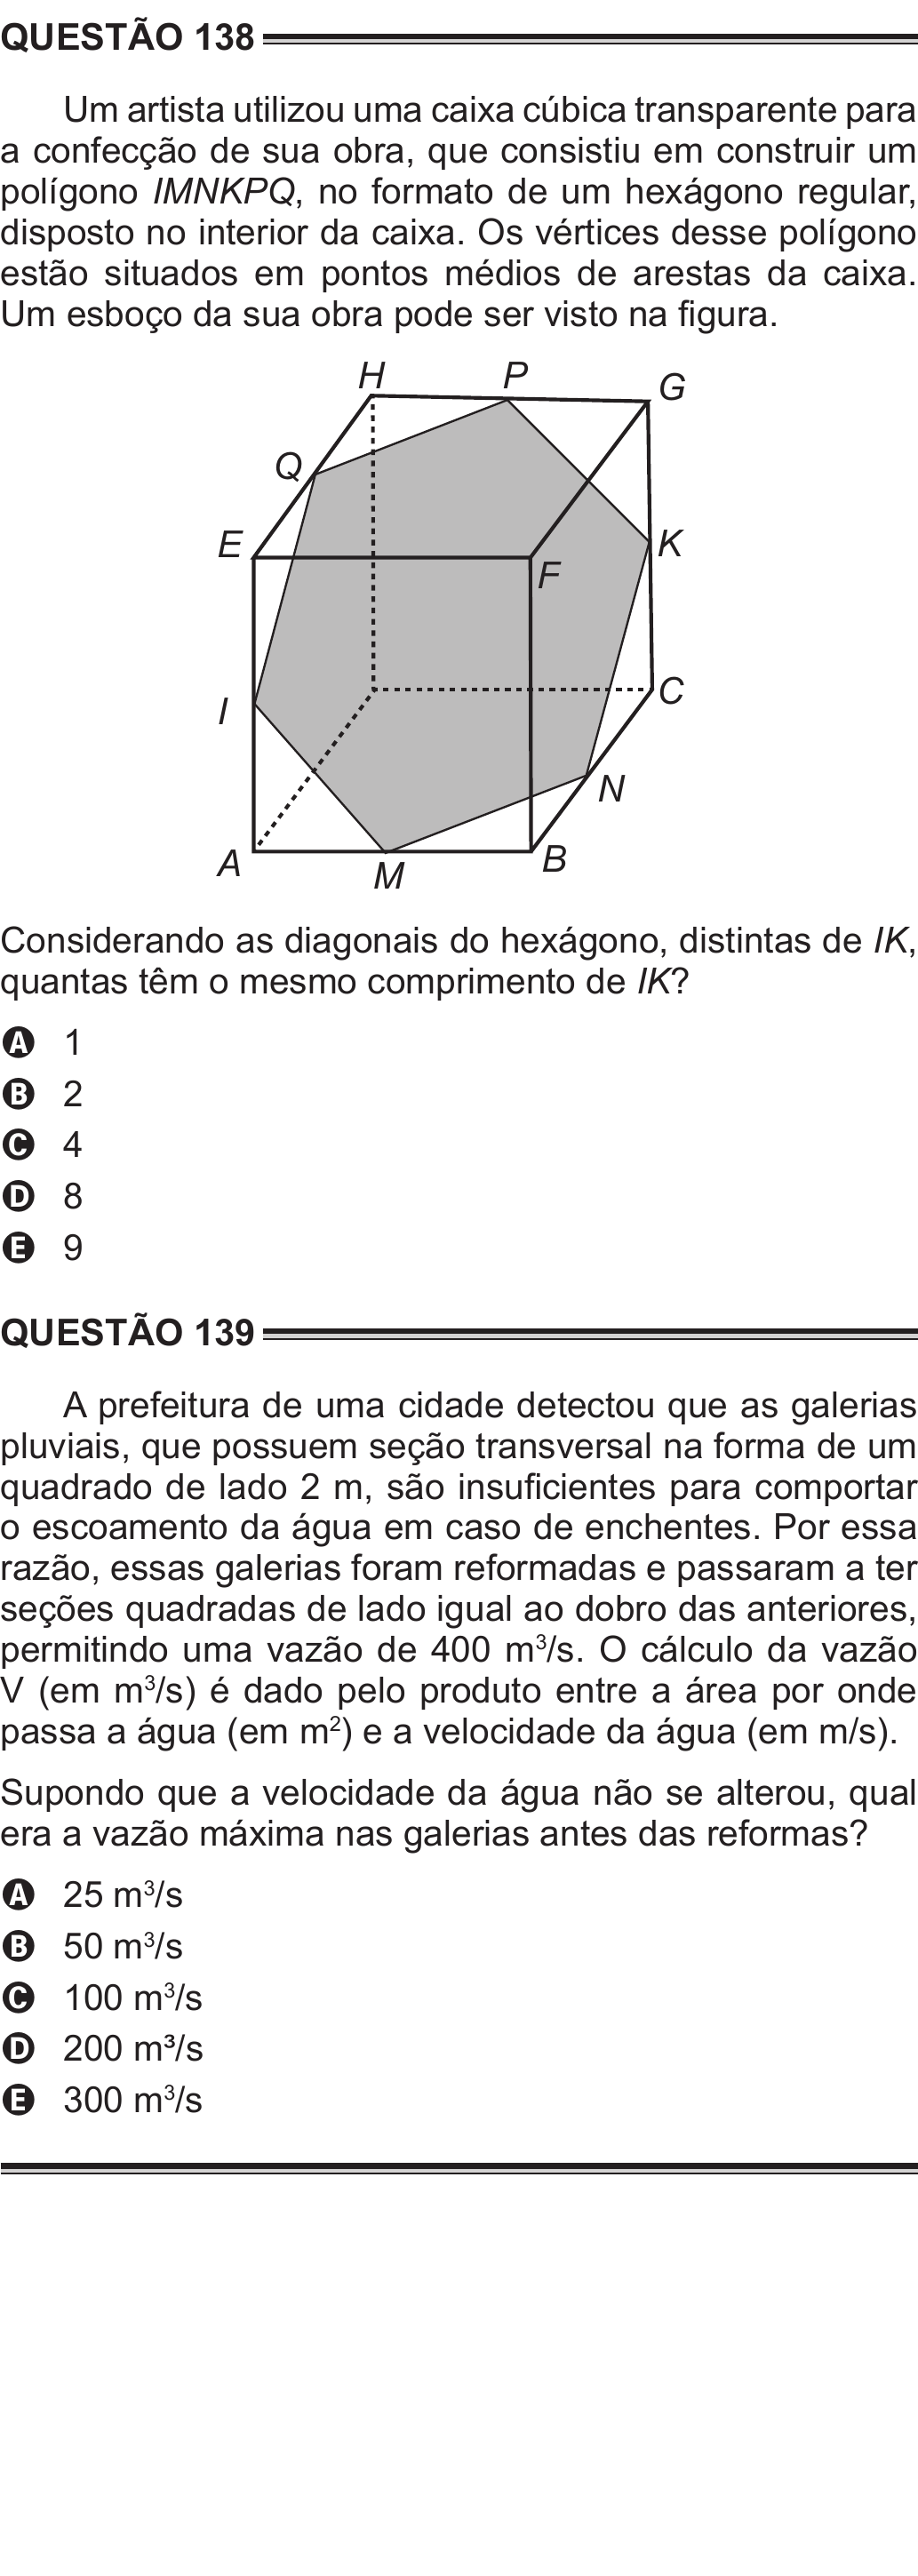 QUESTÃO 138
Um artista utilizou uma caixa cúbica transparente para
a confecção de sua obra, que consistiu em construir um
polígono IMNKPQ, no formato de um hexágono regular,
disposto no interior da caixa. Os vértices desse polígono
estão situados em pontos médios de arestas da caixa.
Um esboço da sua obra pode ser visto na figura.
H
P
G
Q
E
F
K
I
C
N
A
M
B
Considerando as diagonais do hexágono, distintas de IK,
quantas têm o mesmo comprimento de IK?
A 1
B 2
C 4
D 8
E 9
QUESTÃO 139
A prefeitura de uma cidade detectou que as galerias
pluviais, que possuem seção transversal na forma de um
quadrado de lado 2 m, são insuficientes para comportar
o escoamento da água em caso de enchentes. Por essa
razão, essas galerias foram reformadas e passaram a ter
seções quadradas de lado igual ao dobro das anteriores,
permitindo uma vazão de 400 m³/s. O cálculo da vazão
V (em m³/s) é dado pelo produto entre a área por onde
passa a água (em m²) e a velocidade da água (em m/s).
Supondo que a velocidade da água não se alterou, qual
era a vazão máxima nas galerias antes das reformas?
A 25 m³/s
B 50 m³/s
C 100 m³/s
D 200 m³/s
E 300 m³/s